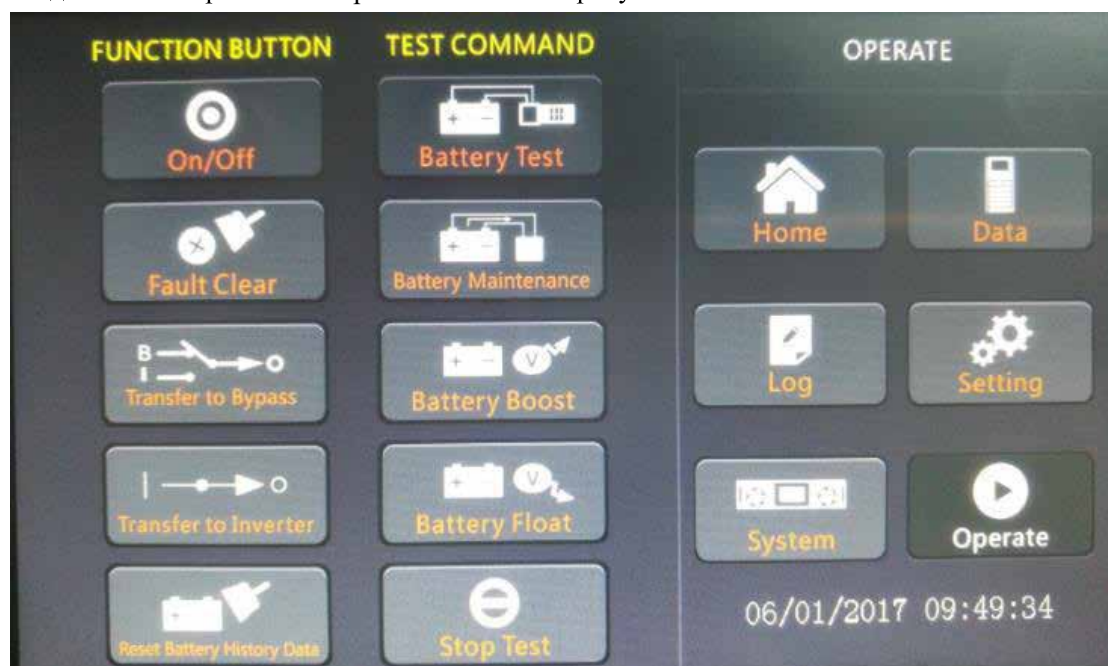 FUNCTION BUTTON
TEST COMMAND
OPERATE
On/Off
Battery Test
Home
Data
Fault Clear
Battery Maintenance
B
I
Transfer to Bypass
Battery Boost
Log
Setting
Transfer to Inverter
Battery Float
System
Operate
Reset Battery History Data
Stop Test
06/01/2017 09:49:34